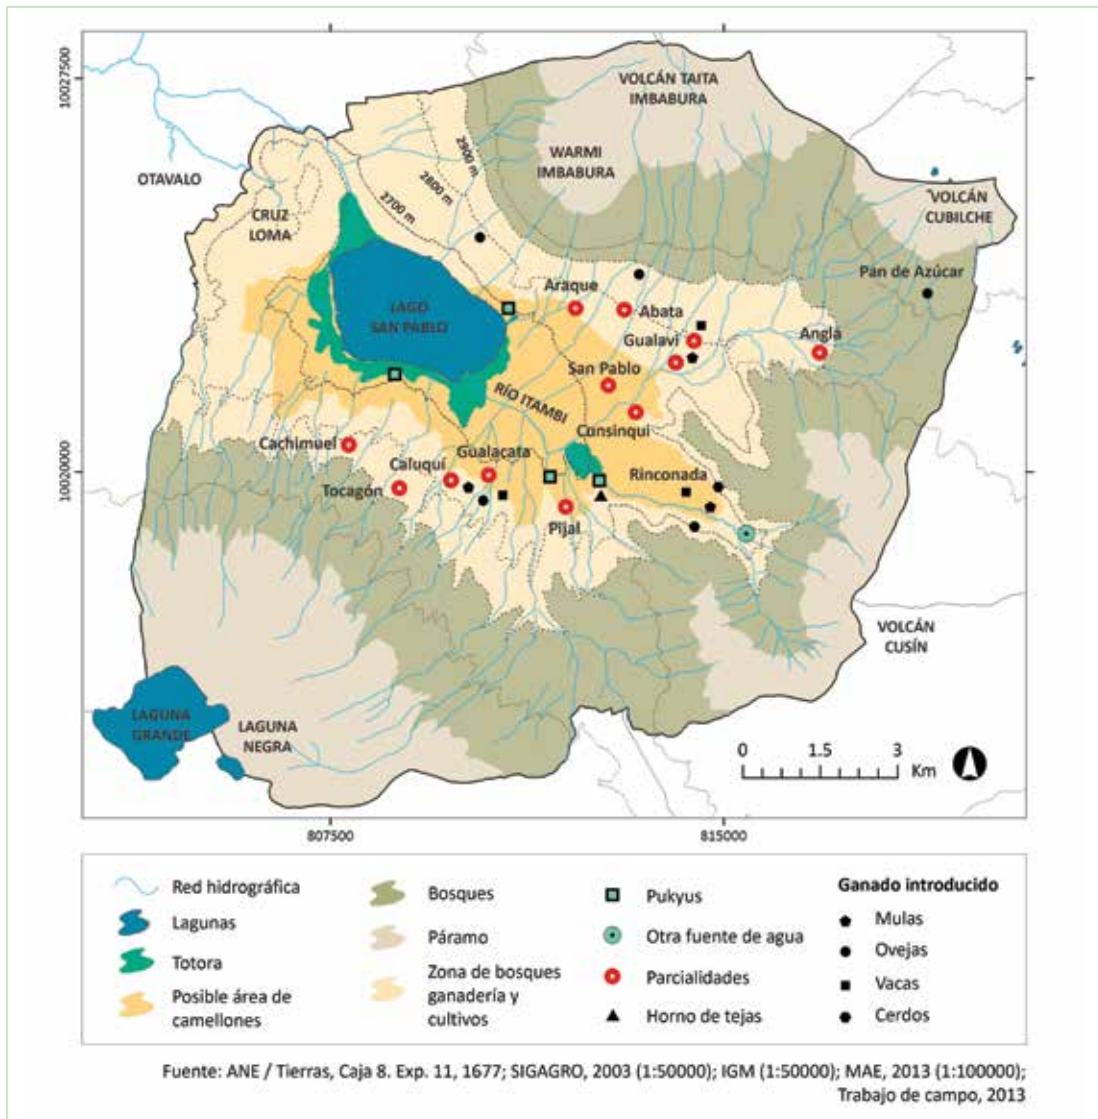 10027500
10020000
807500
815000
VOLCÁN TAITA
IMBABURA
WARMI
IMBABURA
OTAVALO
2900 m
2800 m
2700 m
VOLCÁN
CUBILCHE
CRUZ
LOMA
Pan de Azúcar
LAGO
SAN PABLO
Araque
Abata
Gualavi
Angla
San Pablo
RÍO ITAMBI
Cunsinqui
Cachimuel
Gualacata
Caluquí
Rinconada
Tocagón
Pijal
VOLCÁN
CUSÍN
LAGUNA
GRANDE
LAGUNA
NEGRA
0 1.5 3
Km
Red hidrográfica
Lagunas
Totora
Posible área de
camellones
Bosques
Páramo
Zona de bosques
ganadería y
cultivos
Pukyus
Otra fuente de agua
Parcialidades
Horno de tejas
Ganado introducido
Mulas
Ovejas
Vacas
Cerdos
Fuente: ANE / Tierras, Caja 8. Exp. 11, 1677; SIGAGRO, 2003 (1:50000); IGM (1:50000); MAE, 2013 (1:100000);
Trabajo de campo, 2013